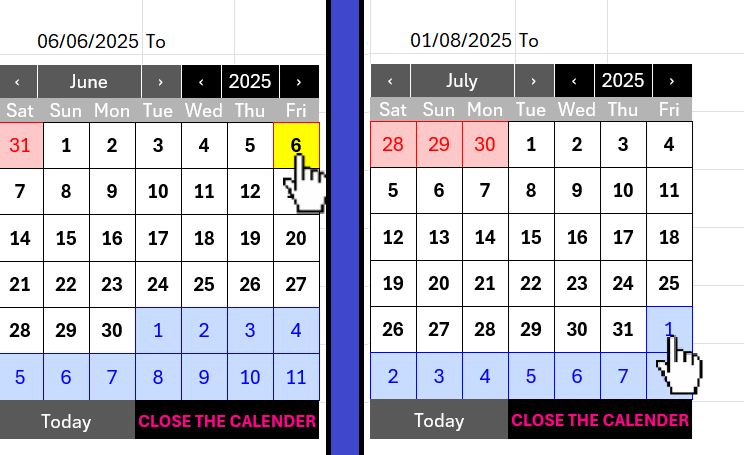 06/06/2025 To
‹ June › ‹ 2025 ›
Sat Sun Mon Tue Wed Thu Fri
31 1 2 3 4 5 6
7 8 9 10 11 12
14 15 16 17 18 19 20
21 22 23 24 25 26 27
28 29 30 1 2 3 4
5 6 7 8 9 10 11
Today CLOSE THE CALENDER
01/08/2025 To
‹ July › ‹ 2025 ›
Sat Sun Mon Tue Wed Thu Fri
28 29 30 1 2 3 4
5 6 7 8 9 10 11
12 13 14 15 16 17 18
19 20 21 22 23 24 25
26 27 28 29 30 31 1
2 3 4 5 6 7
Today CLOSE THE CALENDER